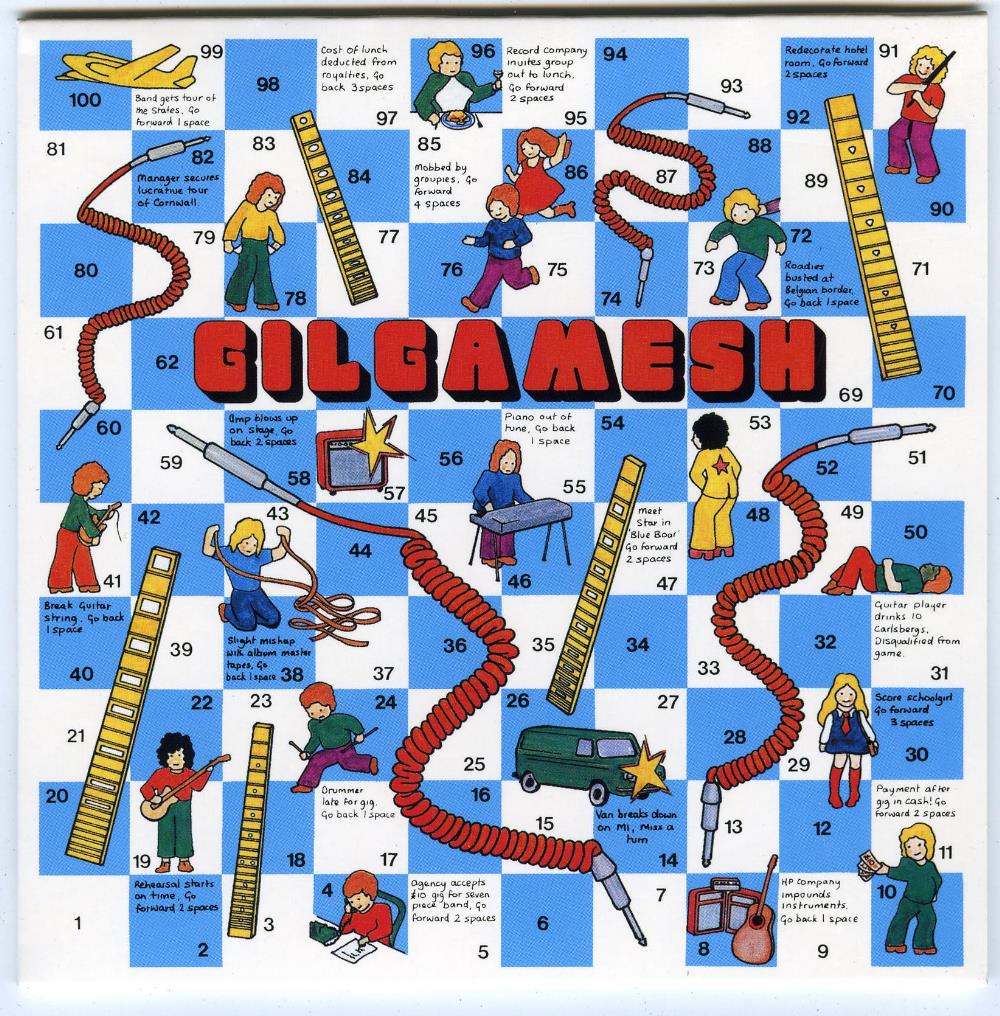 99
100
Band gets tour of
the States, Go
forward 1 space
98
Cost of lunch
deducted from
royalties, Go
back 3 spaces
97
96
Record company
invites group
out to lunch.
Go forward
2 spaces
95
94
93
Redecorate hotel
room, Go forward
2 spaces
92
91
81
82
Manager secures
lucrative tour
of Cornwall
83
84
85
Mobbed by
groupies, Go
forward
4 spaces
86
87
88
89
90
80
79
78
77
76
75
74
73
72
Roadies
busted at
Belgian border,
Go back 1 space
71
61
62
GILGAMESH
69
70
60
59
Amp blows up
on stage, Go
back 2 spaces
58
57
56
Piano out of
tune, Go back
1 space
55
54
53
52
51
41
42
43
44
45
46
Meet
Star in
'Blue Boar'
Go forward
2 spaces
47
48
49
50
Break Guitar
string, Go back
1 space
40
39
Slight mishap
with album master
tapes, Go
back 1 space
38
37
36
35
34
33
32
Guitar player
drinks 10
Carlsbergs,
Disqualified from
game.
31
21
22
23
24
25
26
27
28
29
Score schoolgirl
Go forward
3 spaces
30
20
19
18
Drummer
late for gig,
Go back 1 space
17
16
15
Van breaks down
on M1, Miss a
turn
14
13
12
Payment after
gig in cash! Go
forward 2 spaces
11
1
Rehearsal starts
on time, Go
forward 2 spaces
2
3
4
Agency accepts
£10 gig for seven
piece band, Go
forward 2 spaces
5
6
7
8
HP Company
impounds
instruments,
Go back 1 space
9
10